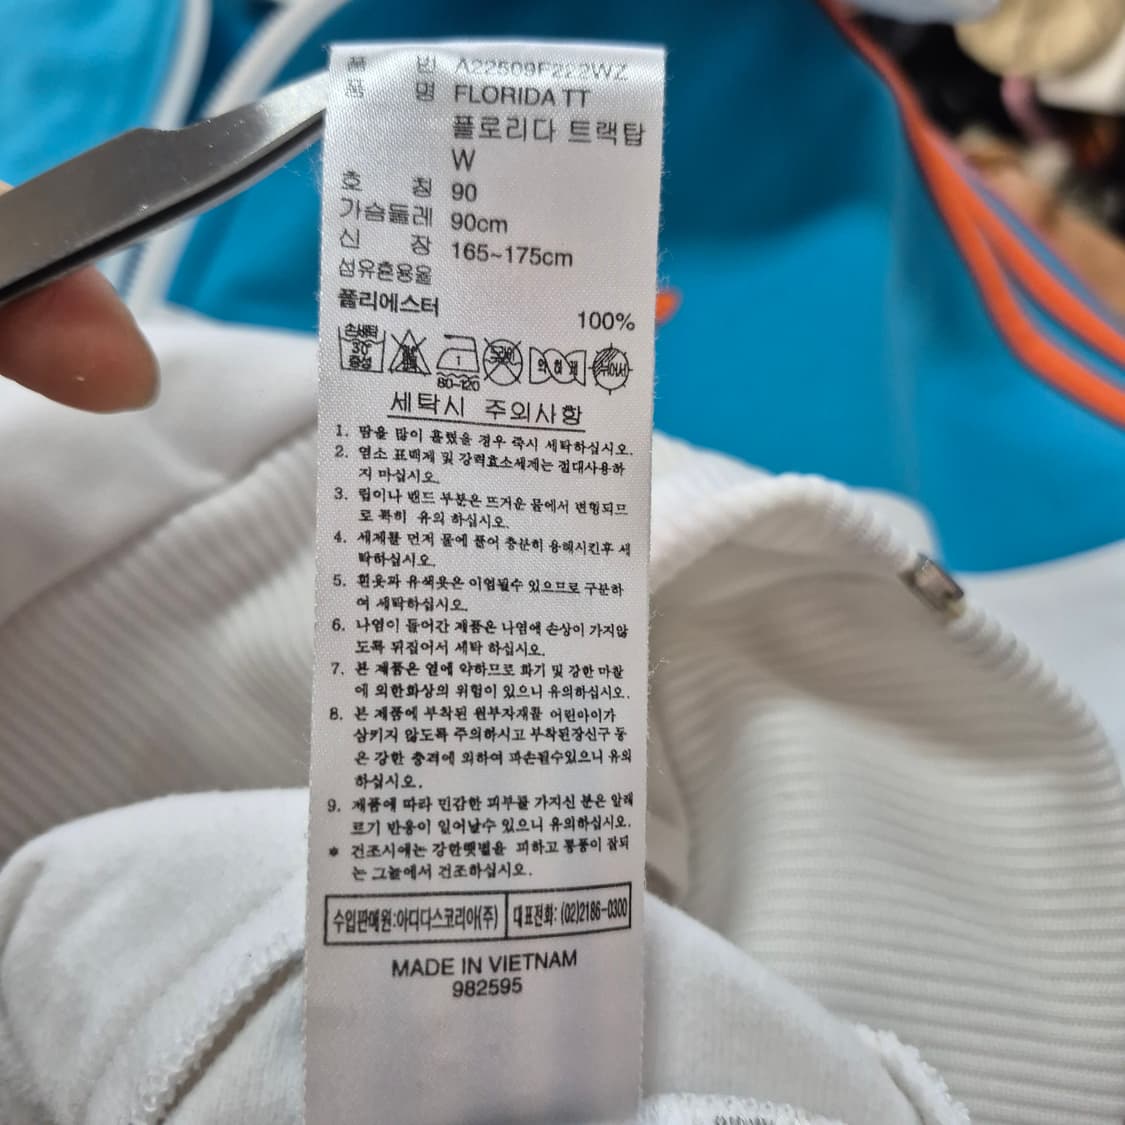 품 번 A22509F222WZ
품 명 FLORIDA TT
플로리다 트랙탑
W
호 칭 90
가슴둘레 90cm
신 장 165~175cm
섬유혼용율
폴리에스터 100%
손세탁
30°
중성
1
80~120
드라이
약하게
뉘어서
세탁시 주의사항
1. 땀을 많이 흘렸을 경우 즉시 세탁하십시오.
2. 염소 표백제 및 강력효소세제는 절대사용하
지 마십시오.
3. 립이나 밴드 부분은 뜨거운 물에서 변형되므
로 특히 유의 하십시오.
4. 세제를 먼저 물에 풀어 충분히 용해시킨후 세
탁하십시오.
5. 흰옷과 유색옷은 이염될수 있으므로 구분하
여 세탁하십시오.
6. 나염이 들어간 제품은 나염에 손상이 가지않
도록 뒤집어서 세탁 하십시오.
7. 본 제품은 열에 약하므로 화기 및 강한 마찰
에 의한화상의 위험이 있으니 유의하십시오.
8. 본 제품에 부착된 원부자재를 어린아이가
삼키지 않도록 주의하시고 부착된장신구 등
은 강한 충격에 의하여 파손될수있으니 유의
하십시오.
9. 제품에 따라 민감한 피부를 가지신 분은 알레
르기 반응이 일어날수 있으니 유의하십시오.
* 건조시에는 강한햇볕을 피하고 통풍이 잘되
는 그늘에서 건조하십시오.
수입판매원:아디다스코리아(주) 대표전화: (02)2186-0300
MADE IN VIETNAM
982595